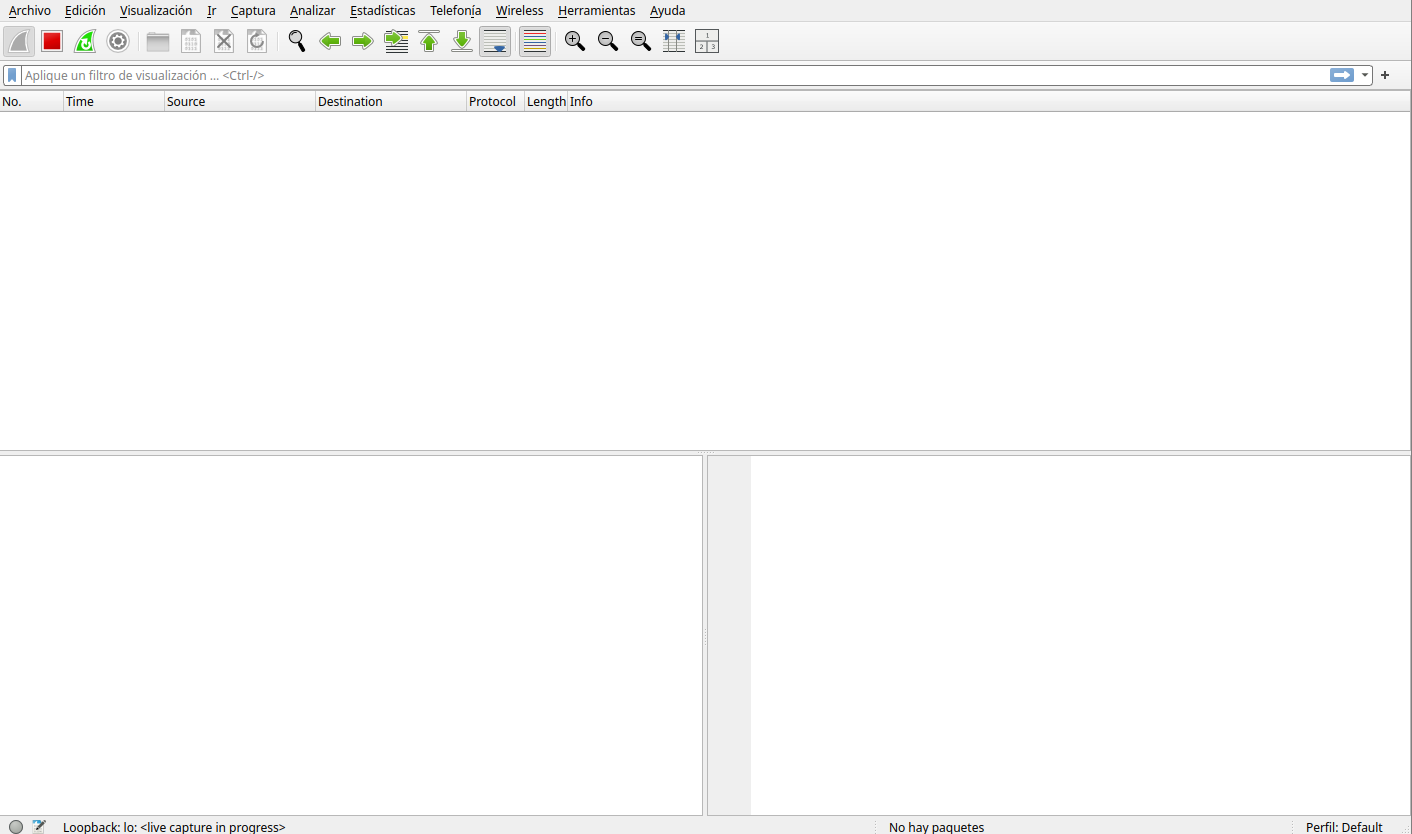 Archivo Edición Visualización Ir Captura Analizar Estadísticas Telefonía Wireless Herramientas Ayuda
Aplique un filtro de visualización ... <Ctrl-/>
No. Time Source Destination Protocol Length Info
Loopback: lo: <live capture in progress> No hay paquetes Perfil: Default